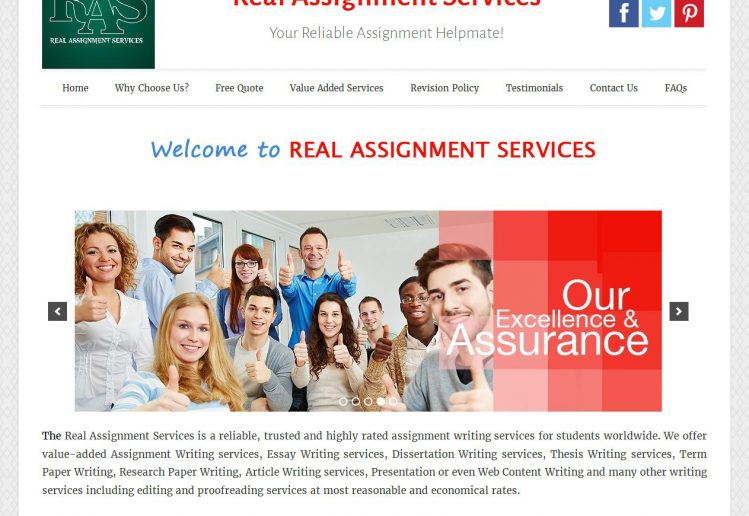 RAS
REAL ASSIGNMENT SERVICES
Real Assignment Services
Your Reliable Assignment Helpmate!
Home Why Choose Us? Free Quote Value Added Services Revision Policy Testimonials Contact Us FAQs
Welcome to REAL ASSIGNMENT SERVICES
Our
Excellence &
Assurance
The Real Assignment Services is a reliable, trusted and highly rated assignment writing services for students worldwide. We offer
value-added Assignment Writing services, Essay Writing services, Dissertation Writing services, Thesis Writing services, Term
Paper Writing, Research Paper Writing, Article Writing services, Presentation or even Web Content Writing and many other writing
services including editing and proofreading services at most reasonable and economical rates.